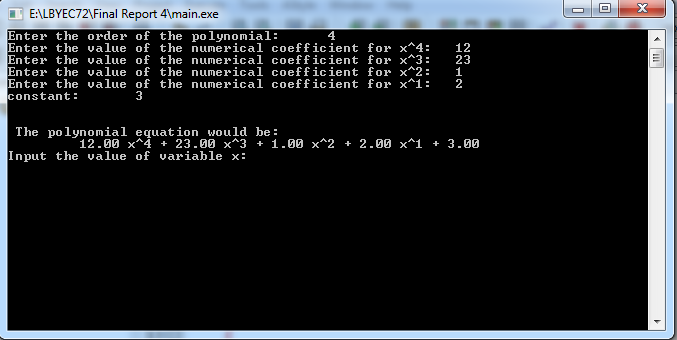 E:\LBYEC72\Final Report 4\main.exe
Enter the order of the polynomial: 4
Enter the value of the numerical coefficient for x^4: 12
Enter the value of the numerical coefficient for x^3: 23
Enter the value of the numerical coefficient for x^2: 1
Enter the value of the numerical coefficient for x^1: 2
constant: 3
The polynomial equation would be:
12.00 x^4 + 23.00 x^3 + 1.00 x^2 + 2.00 x^1 + 3.00
Input the value of variable x: